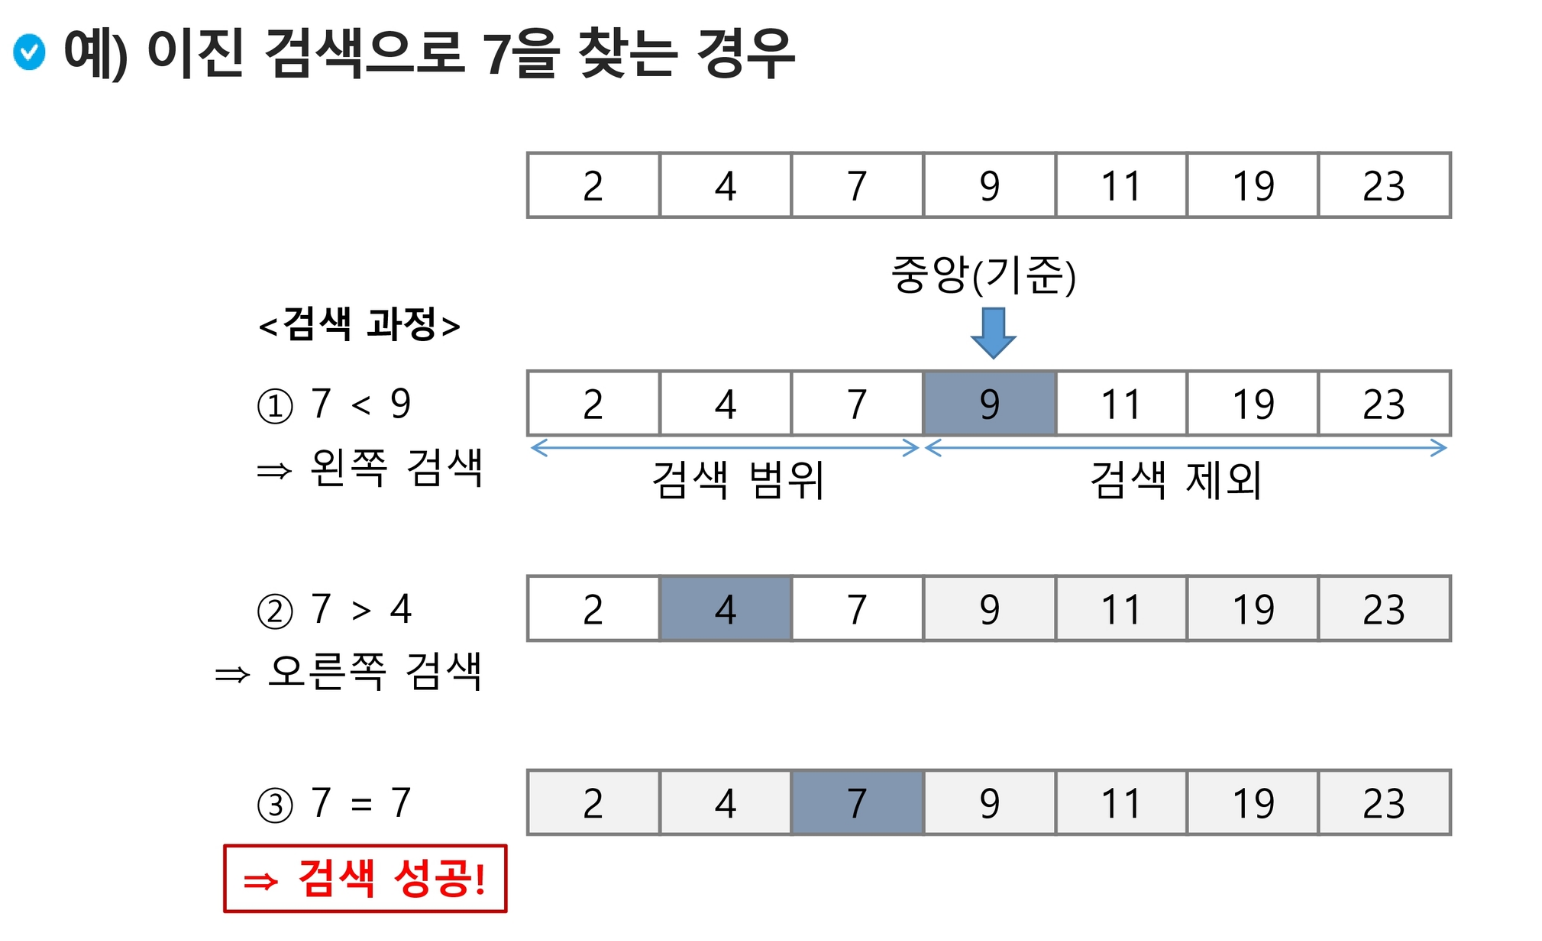 예) 이진 검색으로 7을 찾는 경우
2 4 7 9 11 19 23
중앙(기준)
<검색 과정>
① 7 < 9
2 4 7 9 11 19 23
⇒ 왼쪽 검색
검색 범위 검색 제외
② 7 > 4
2 4 7 9 11 19 23
⇒ 오른쪽 검색
③ 7 = 7
2 4 7 9 11 19 23
⇒ 검색 성공!